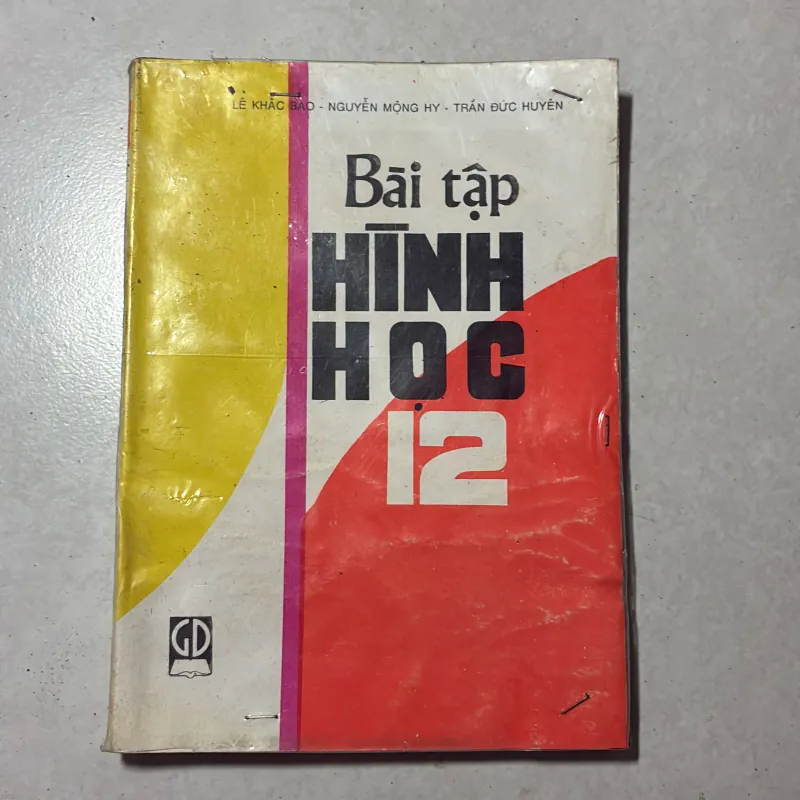 LÊ KHẮC BẢO - NGUYỄN MỘNG HY - TRẦN ĐỨC HUYÊN
Bài tập
HÌNH
HỌC
12
GD